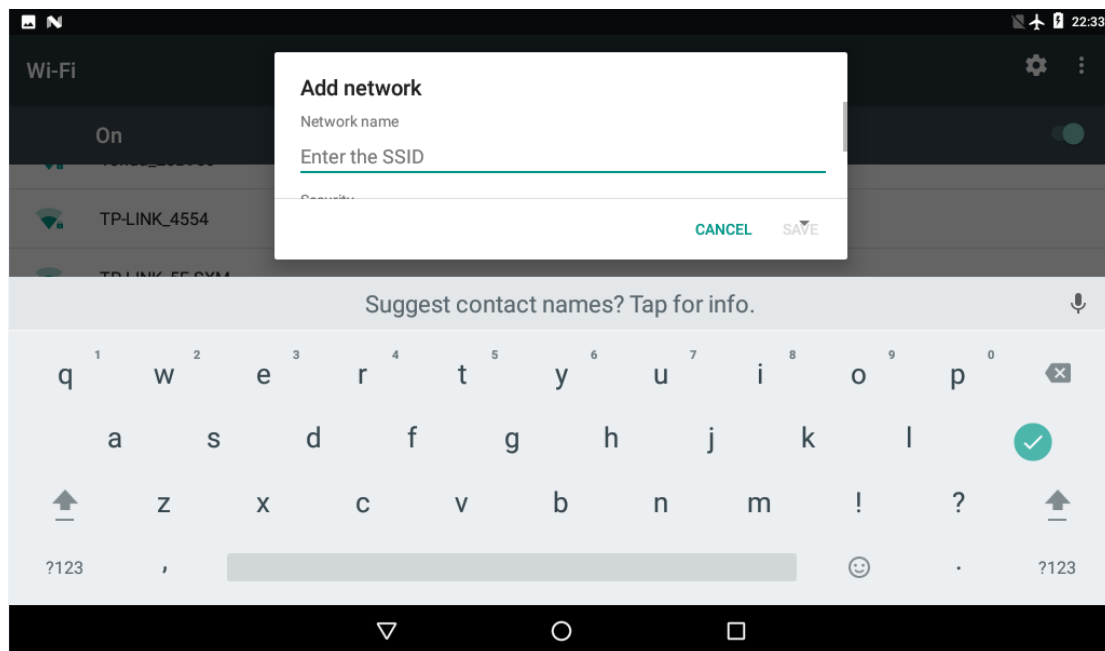 22:33
Wi-Fi
Add network
Network name
On
Enter the SSID
Security
TP-LINK_4554
CANCEL SAVE
Suggest contact names? Tap for info.
1 2 3 4 5 6 7 8 9 0
q w e r t y u i o p
a s d f g h j k l
z x c v b n m ! ?
?123 , . ?123